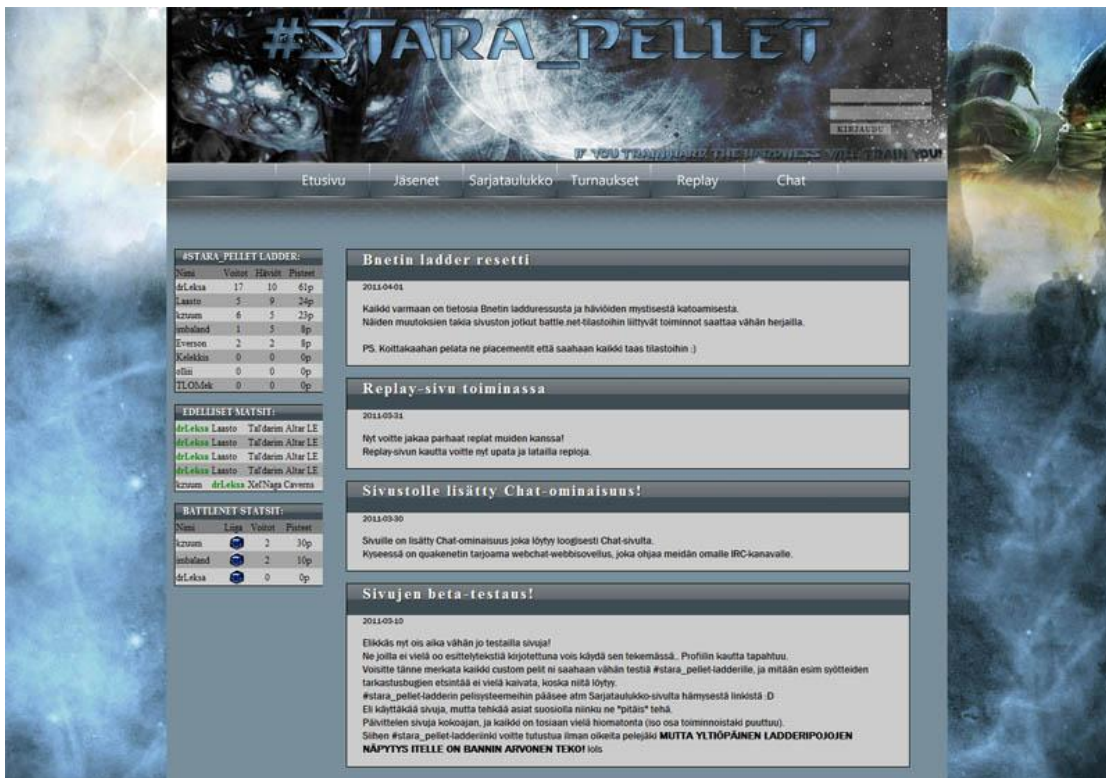 #STARA_PELLET
KIRJAUDU
IF YOU TRAIN HARD THE HARDNESS WILL TRAIN YOU!
Etusivu Jäsenet Sarjataulukko Turnaukset Replay Chat
#STARA_PELLET LADDER:
Nimi Voitot Häviöt Pisteet
drLeksa 17 10 61p
Laasto 5 9 24p
kzuum 6 5 23p
imbaland 1 5 8p
Everson 2 2 8p
Kelekkis 0 0 0p
olliii 0 0 0p
TLOMek 0 0 0p
EDELLISET MATSIT:
drLeksa Laasto Tal'darim Altar LE
drLeksa Laasto Tal'darim Altar LE
drLeksa Laasto Tal'darim Altar LE
drLeksa Laasto Tal'darim Altar LE
kzuum drLeksa Xel'Naga Caverns
BATTLENET STATSIT:
Nimi Liiga Voitot Pisteet
kzuum 2 30p
imbaland 2 10p
drLeksa 0 0p
Bnetin ladder resetti
2011-04-01
Kaikki varmaan on tietosia Bnetin ladduressusta ja häviöiden mystisestä katoamisesta.
Näiden muutoksien takia sivuston jotkut battle.net-tilastoihin liittyvät toiminnot saattaa vähän herjailla.
PS. Koittakaahan pelata ne placementit että saahaan kaikki taas tilastoihin :)
Replay-sivu toiminassa
2011-03-31
Nyt voitte jakaa parhaat replat muiden kanssa!
Replay-sivun kautta voitte nyt upata ja latailla reploja.
Sivustolle lisätty Chat-ominaisuus!
2011-03-30
Sivuille on lisätty Chat-ominaisuus joka löytyy loogisesti Chat-sivulta.
Kyseessä on quakenetin tarjoama webchat-webbisovellus, joka ohjaa meidän omalle IRC-kanavalle.
Sivujen beta-testaus!
2011-03-10
Elikkäs nyt ois aika vähän jo testailla sivuja!
Ne joilla ei vielä oo esittelytekstiä kirjotettuna vois käydä sen tekemässä.. Profiilin kautta tapahtuu.
Voisitte tänne merkata kaikki custom pelit ni saahaan vähän testiä #stara_pellet-ladderille, ja mitään esim syötteiden
tarkastusbugien etsintää ei vielä kaivata, koska niitä löytyy.
#stara_pellet-ladderin pelisysteemeihin pääsee atm Sarjataulukko-sivulta hämysestä linkistä :D
Eli käyttäkää sivuja, mutta tehkää asiat suosiolla niinku ne "pitäis" tehä.
Päivittelen sivuja kokoajan, ja kaikki on tosiaan vielä hiomatonta (iso osa toiminnoistaki puuttuu).
Siihen #stara_pellet-ladderiinki voitte tutustua ilman oikeita pelejäki MUTTA YLTIÖPÄINEN LADDERIPOJOJEN
NÄPYTYS ITELLE ON BANNIN ARVONEN TEKO! lols